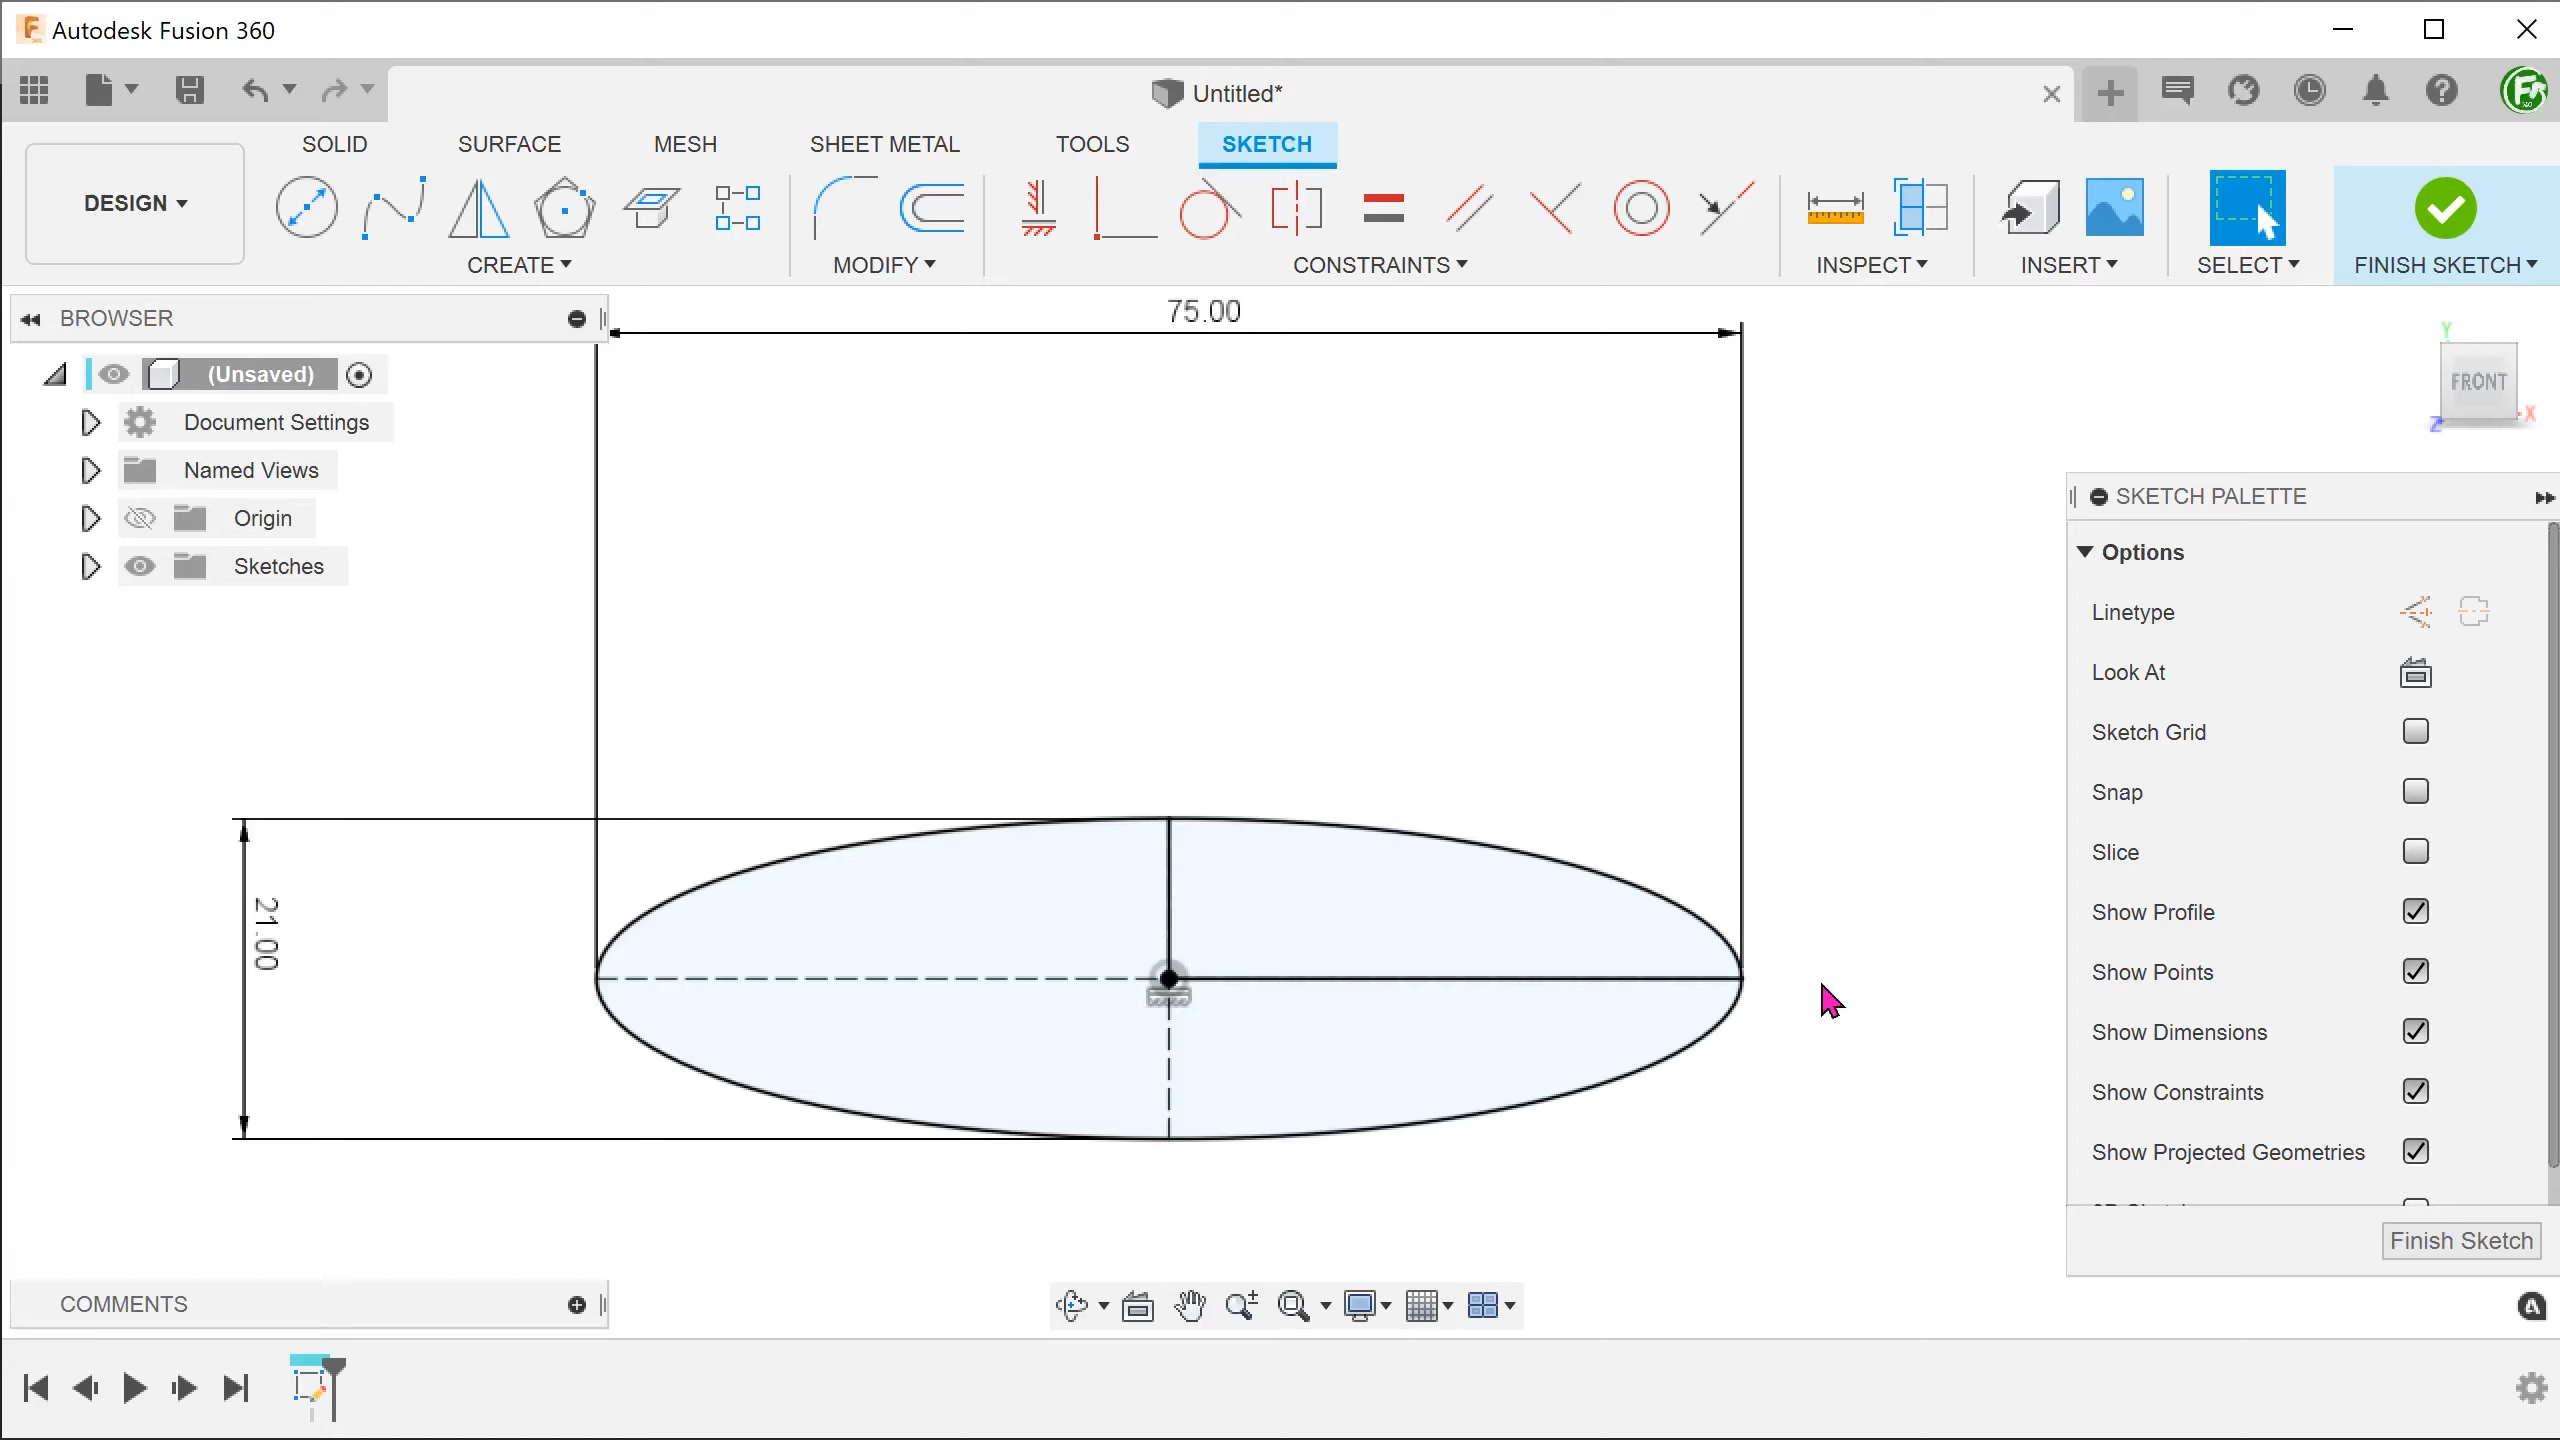 Autodesk Fusion 360
Untitled*
SOLID SURFACE MESH SHEET METAL TOOLS SKETCH
DESIGN
CREATE MODIFY CONSTRAINTS INSPECT INSERT SELECT FINISH SKETCH
BROWSER
75.00
(Unsaved)
Document Settings
Named Views
Origin
Sketches
Y
FRONT
X
Z
SKETCH PALETTE
Options
Linetype
Look At
Sketch Grid
Snap
Slice
Show Profile
Show Points
Show Dimensions
Show Constraints
Show Projected Geometries
Finish Sketch
21.00
COMMENTS